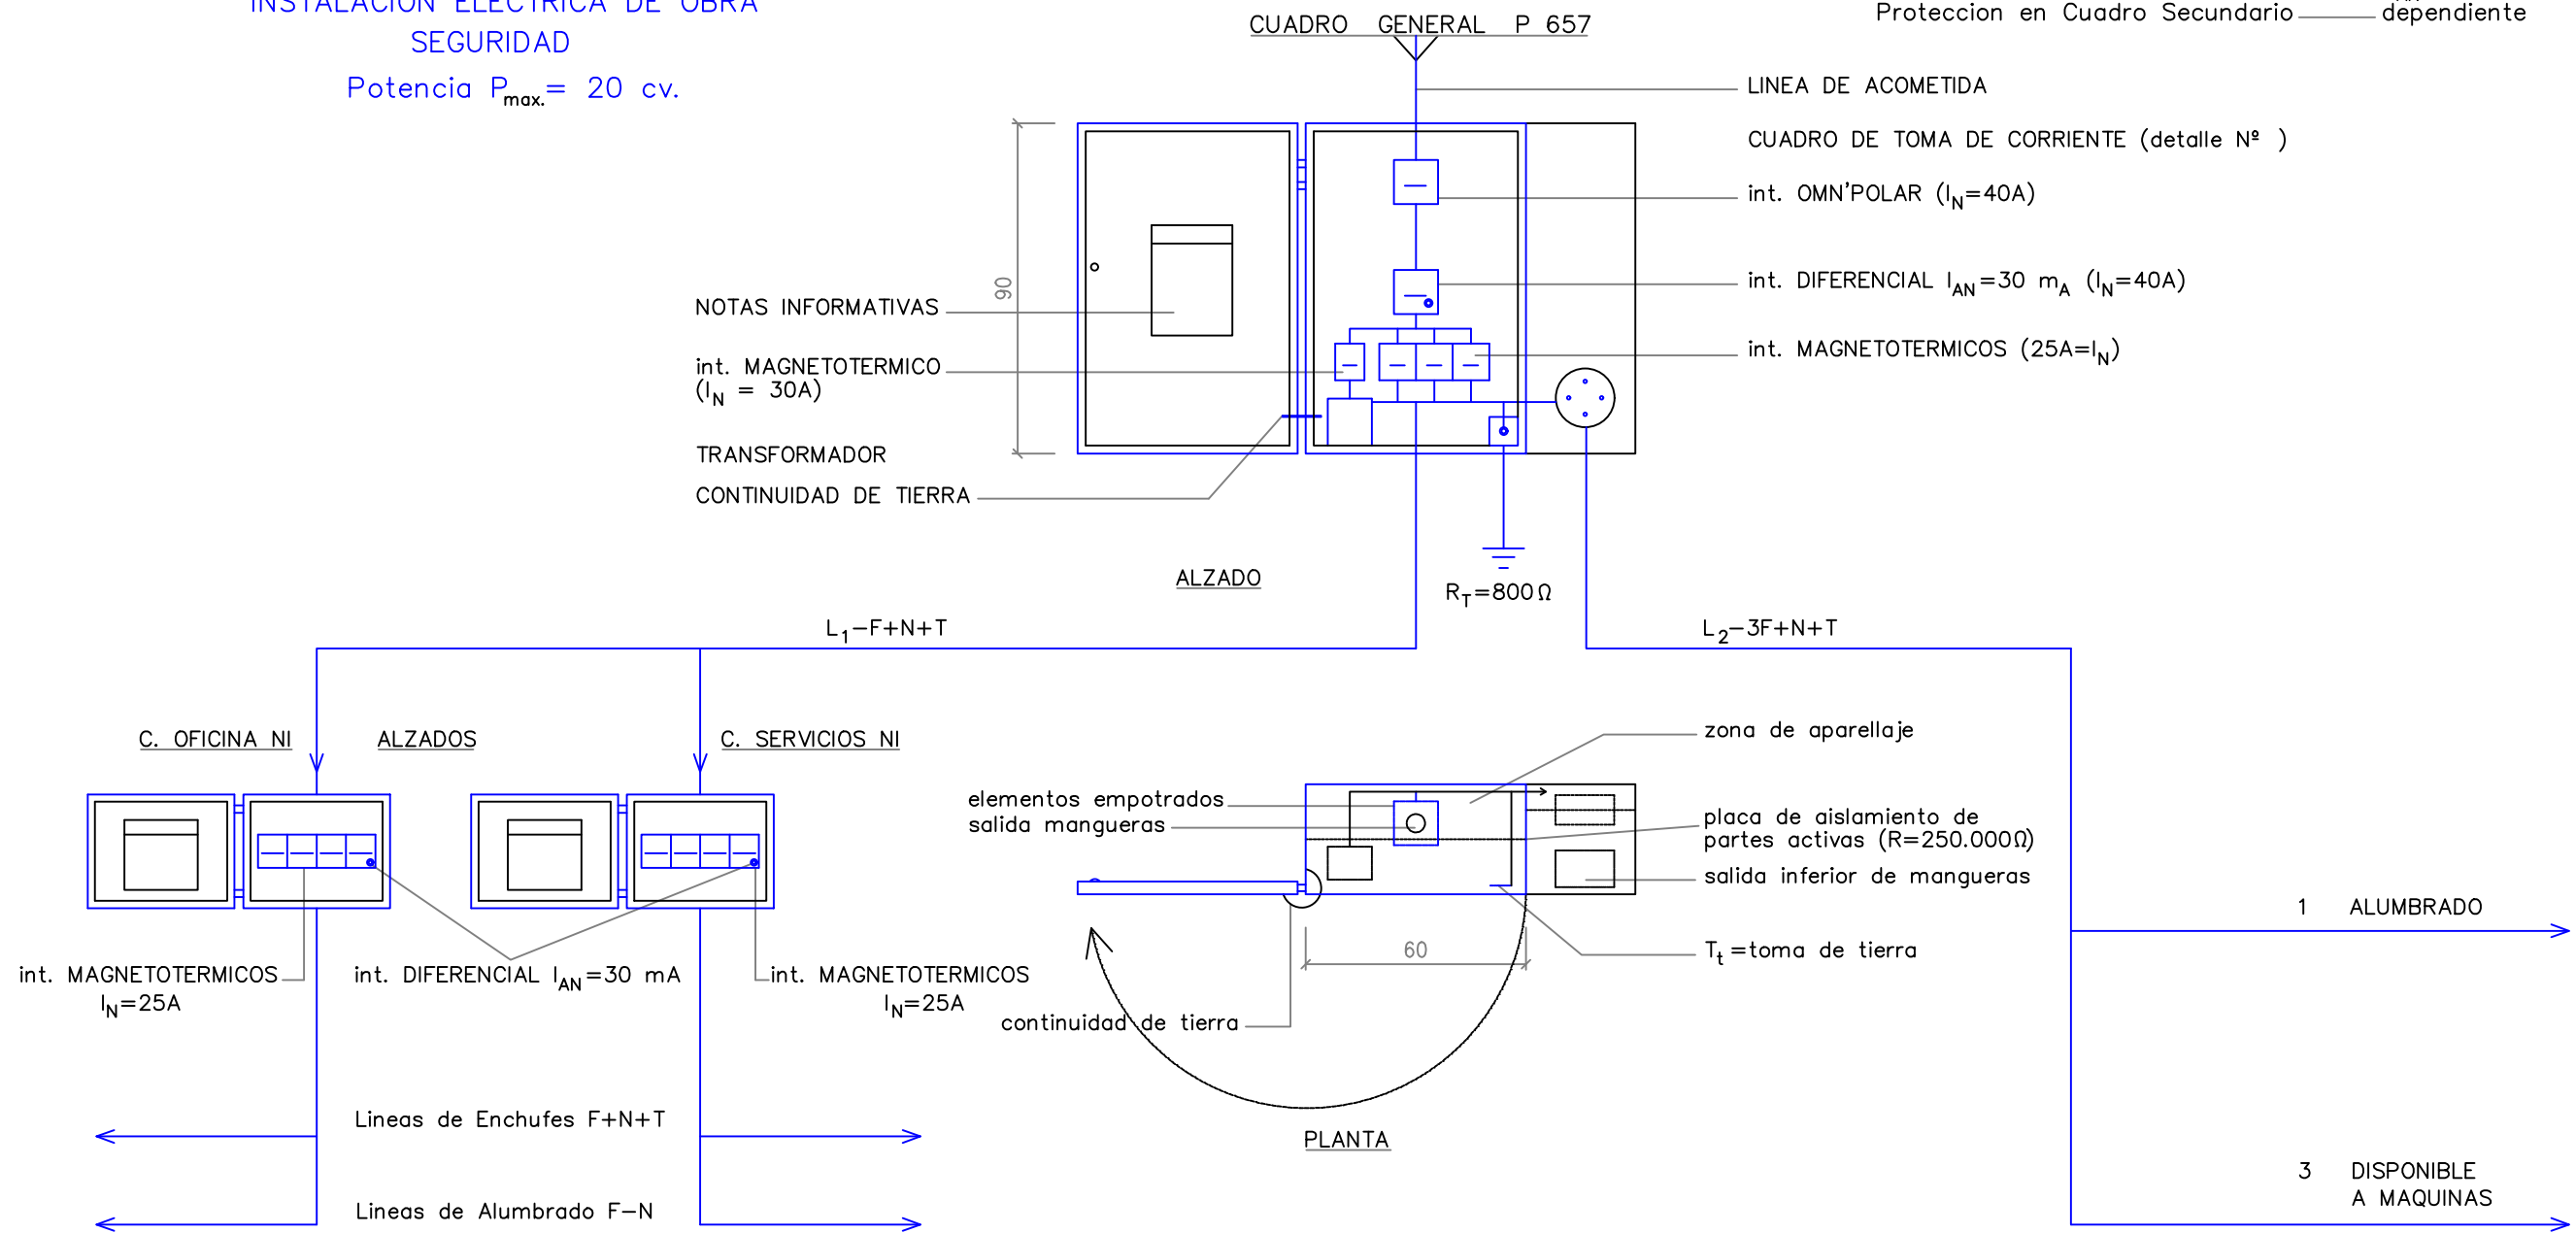 INSTALACION ELECTRICA DE OBRA
SEGURIDAD
Potencia Pmax.= 20 cv.
CUADRO GENERAL P 657
Proteccion en Cuadro Secundario dependiente
LINEA DE ACOMETIDA
CUADRO DE TOMA DE CORRIENTE (detalle Nº )
int. OMN'POLAR (IN=40A)
int. DIFERENCIAL IAN=30 mA (IN=40A)
int. MAGNETOTERMICOS (25A=IN)
90
NOTAS INFORMATIVAS
int. MAGNETOTERMICO
(IN = 30A)
TRANSFORMADOR
CONTINUIDAD DE TIERRA
ALZADO
RT=800Ω
L1-F+N+T
L2-3F+N+T
C. OFICINA NI
ALZADOS
C. SERVICIOS NI
int. MAGNETOTERMICOS
IN=25A
int. DIFERENCIAL IAN=30 mA
int. MAGNETOTERMICOS
IN=25A
Lineas de Enchufes F+N+T
Lineas de Alumbrado F-N
elementos empotrados
salida mangueras
zona de aparellaje
placa de aislamiento de
partes activas (R=250.000Ω)
salida inferior de mangueras
Tt=toma de tierra
60
continuidad de tierra
PLANTA
1 ALUMBRADO
3 DISPONIBLE
A MAQUINAS